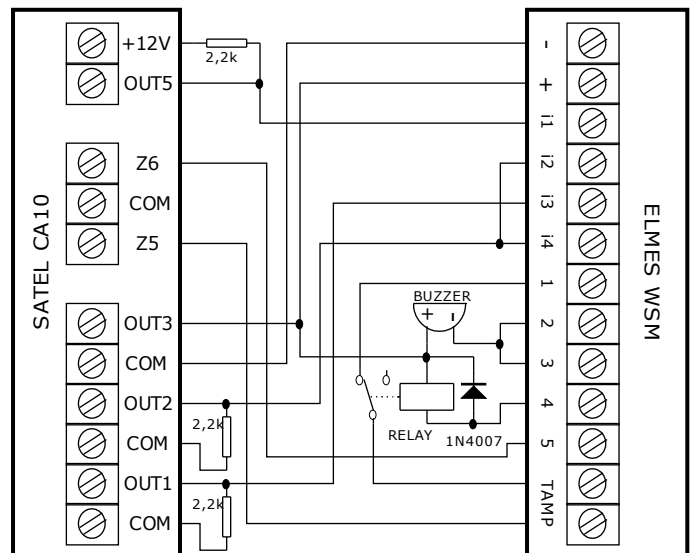 SATEL CA10
+12V
OUT5
Z6
COM
Z5
OUT3
COM
OUT2
COM
OUT1
COM
2,2k
2,2k
2,2k
BUZZER
+ -
RELAY
1N4007
-
+
i1
i2
i3
i4
1
2
3
4
5
TAMP
ELMES WSM